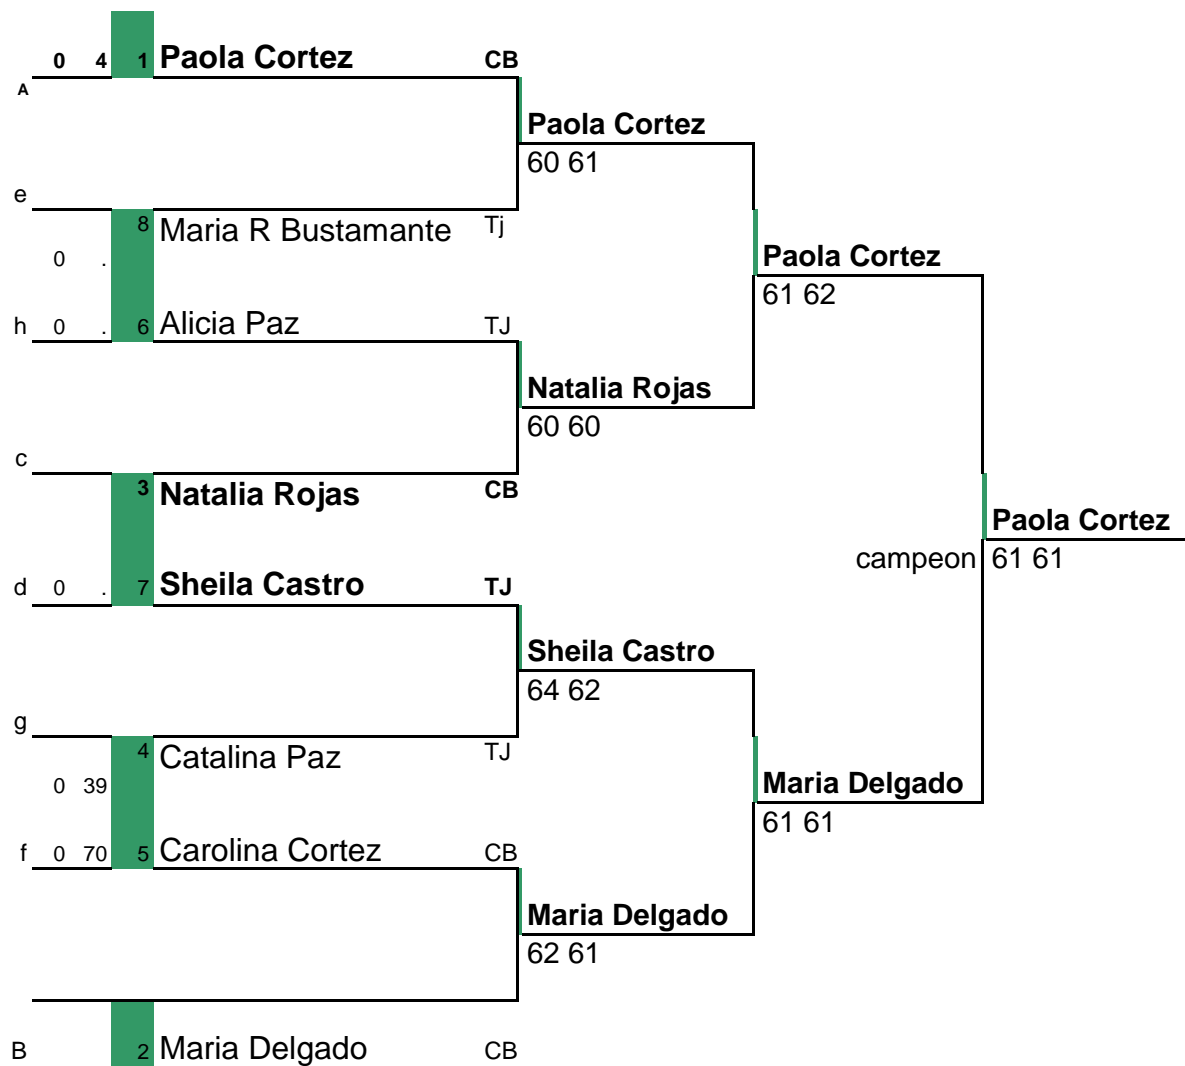 0 4 1 Paola Cortez CB
A
Paola Cortez
60 61
e
8 Maria R Bustamante Tj
0 .
Paola Cortez
61 62
h 0 . 6 Alicia Paz TJ
Natalia Rojas
60 60
c
3 Natalia Rojas CB
Paola Cortez
campeon 61 61
d 0 . 7 Sheila Castro TJ
Sheila Castro
64 62
g
4 Catalina Paz TJ
0 39
Maria Delgado
61 61
f 0 70 5 Carolina Cortez CB
Maria Delgado
62 61
B 2 Maria Delgado CB